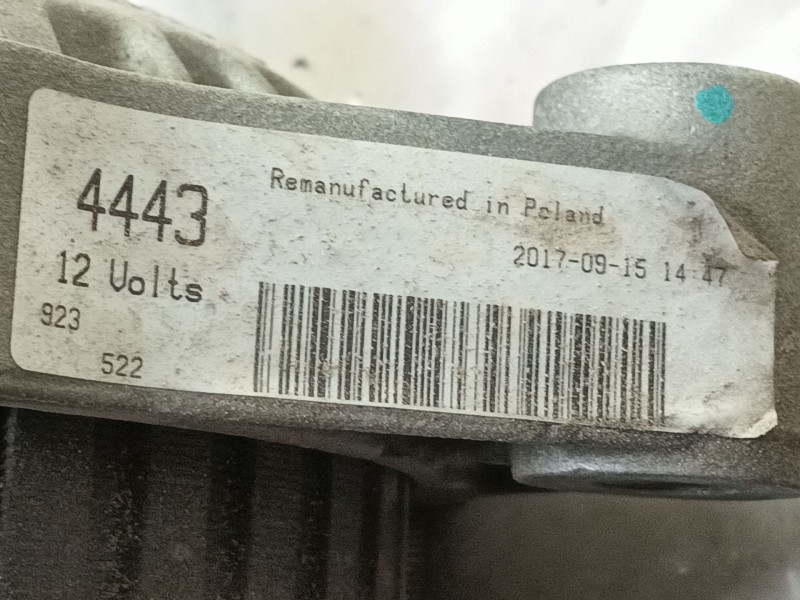 4443
Remanufactured in Poland
2017-09-15 14:47
12 Volts
923
522